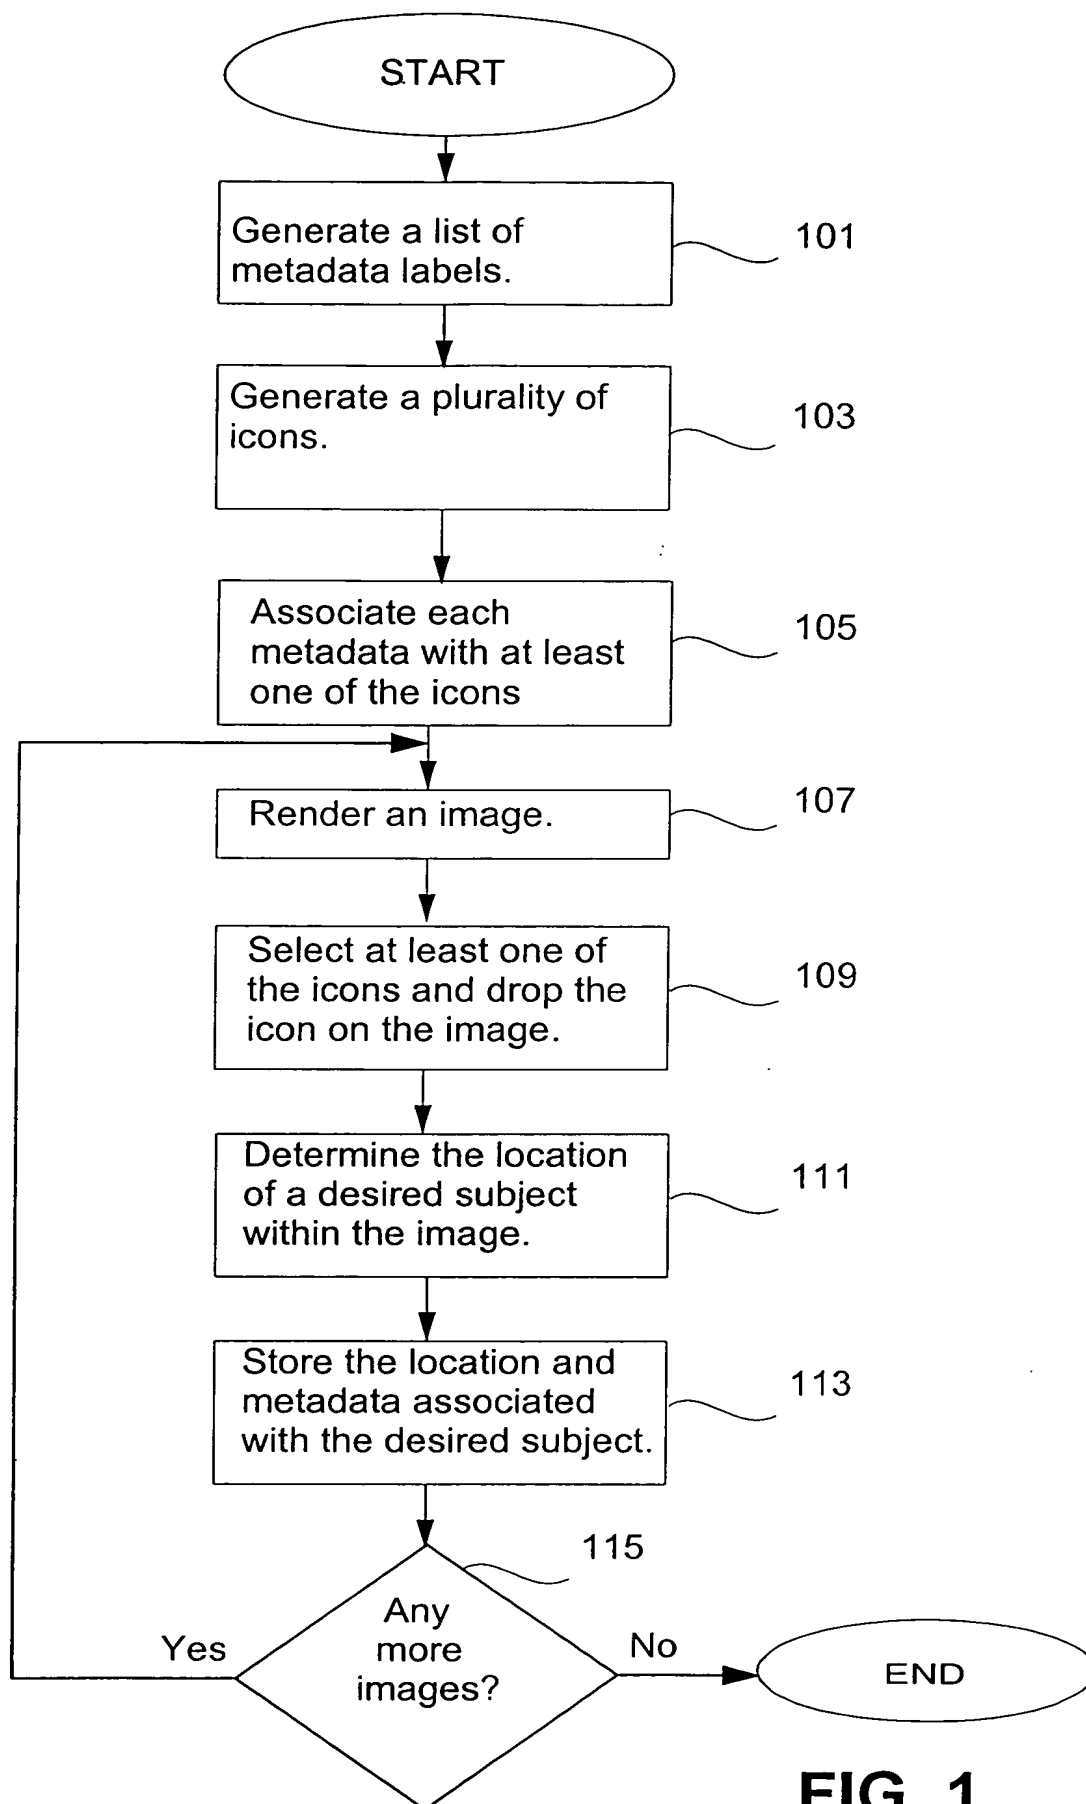 START
Generate a list of
metadata labels.
101
Generate a plurality of
icons.
103
Associate each
metadata with at least
one of the icons
105
Render an image.
107
Select at least one of
the icons and drop the
icon on the image.
109
Determine the location
of a desired subject
within the image.
111
Store the location and
metadata associated
with the desired subject.
113
115
Any
more
images?
Yes
No
END
FIG. 1